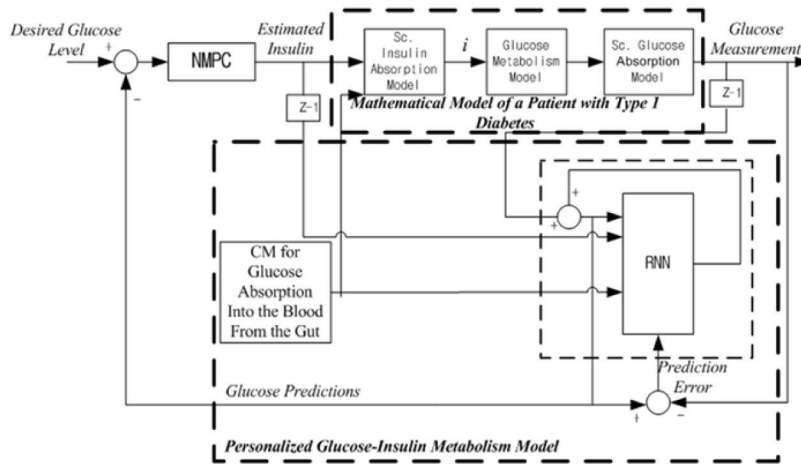 Desired Glucose
Level
+
−
NMPC
Estimated
Insulin
Z-1
Sc.
Insulin
Absorption
Model
i
Glucose
Metabolism
Model
Sc. Glucose
Absorption
Model
Mathematical Model of a Patient with Type 1
Diabetes
Glucose
Measurement
Z-1
+
+
RNN
CM for
Glucose
Absorption
Into the Blood
From the Gut
Prediction
Error
Glucose Predictions
+
−
Personalized Glucose-Insulin Metabolism Model